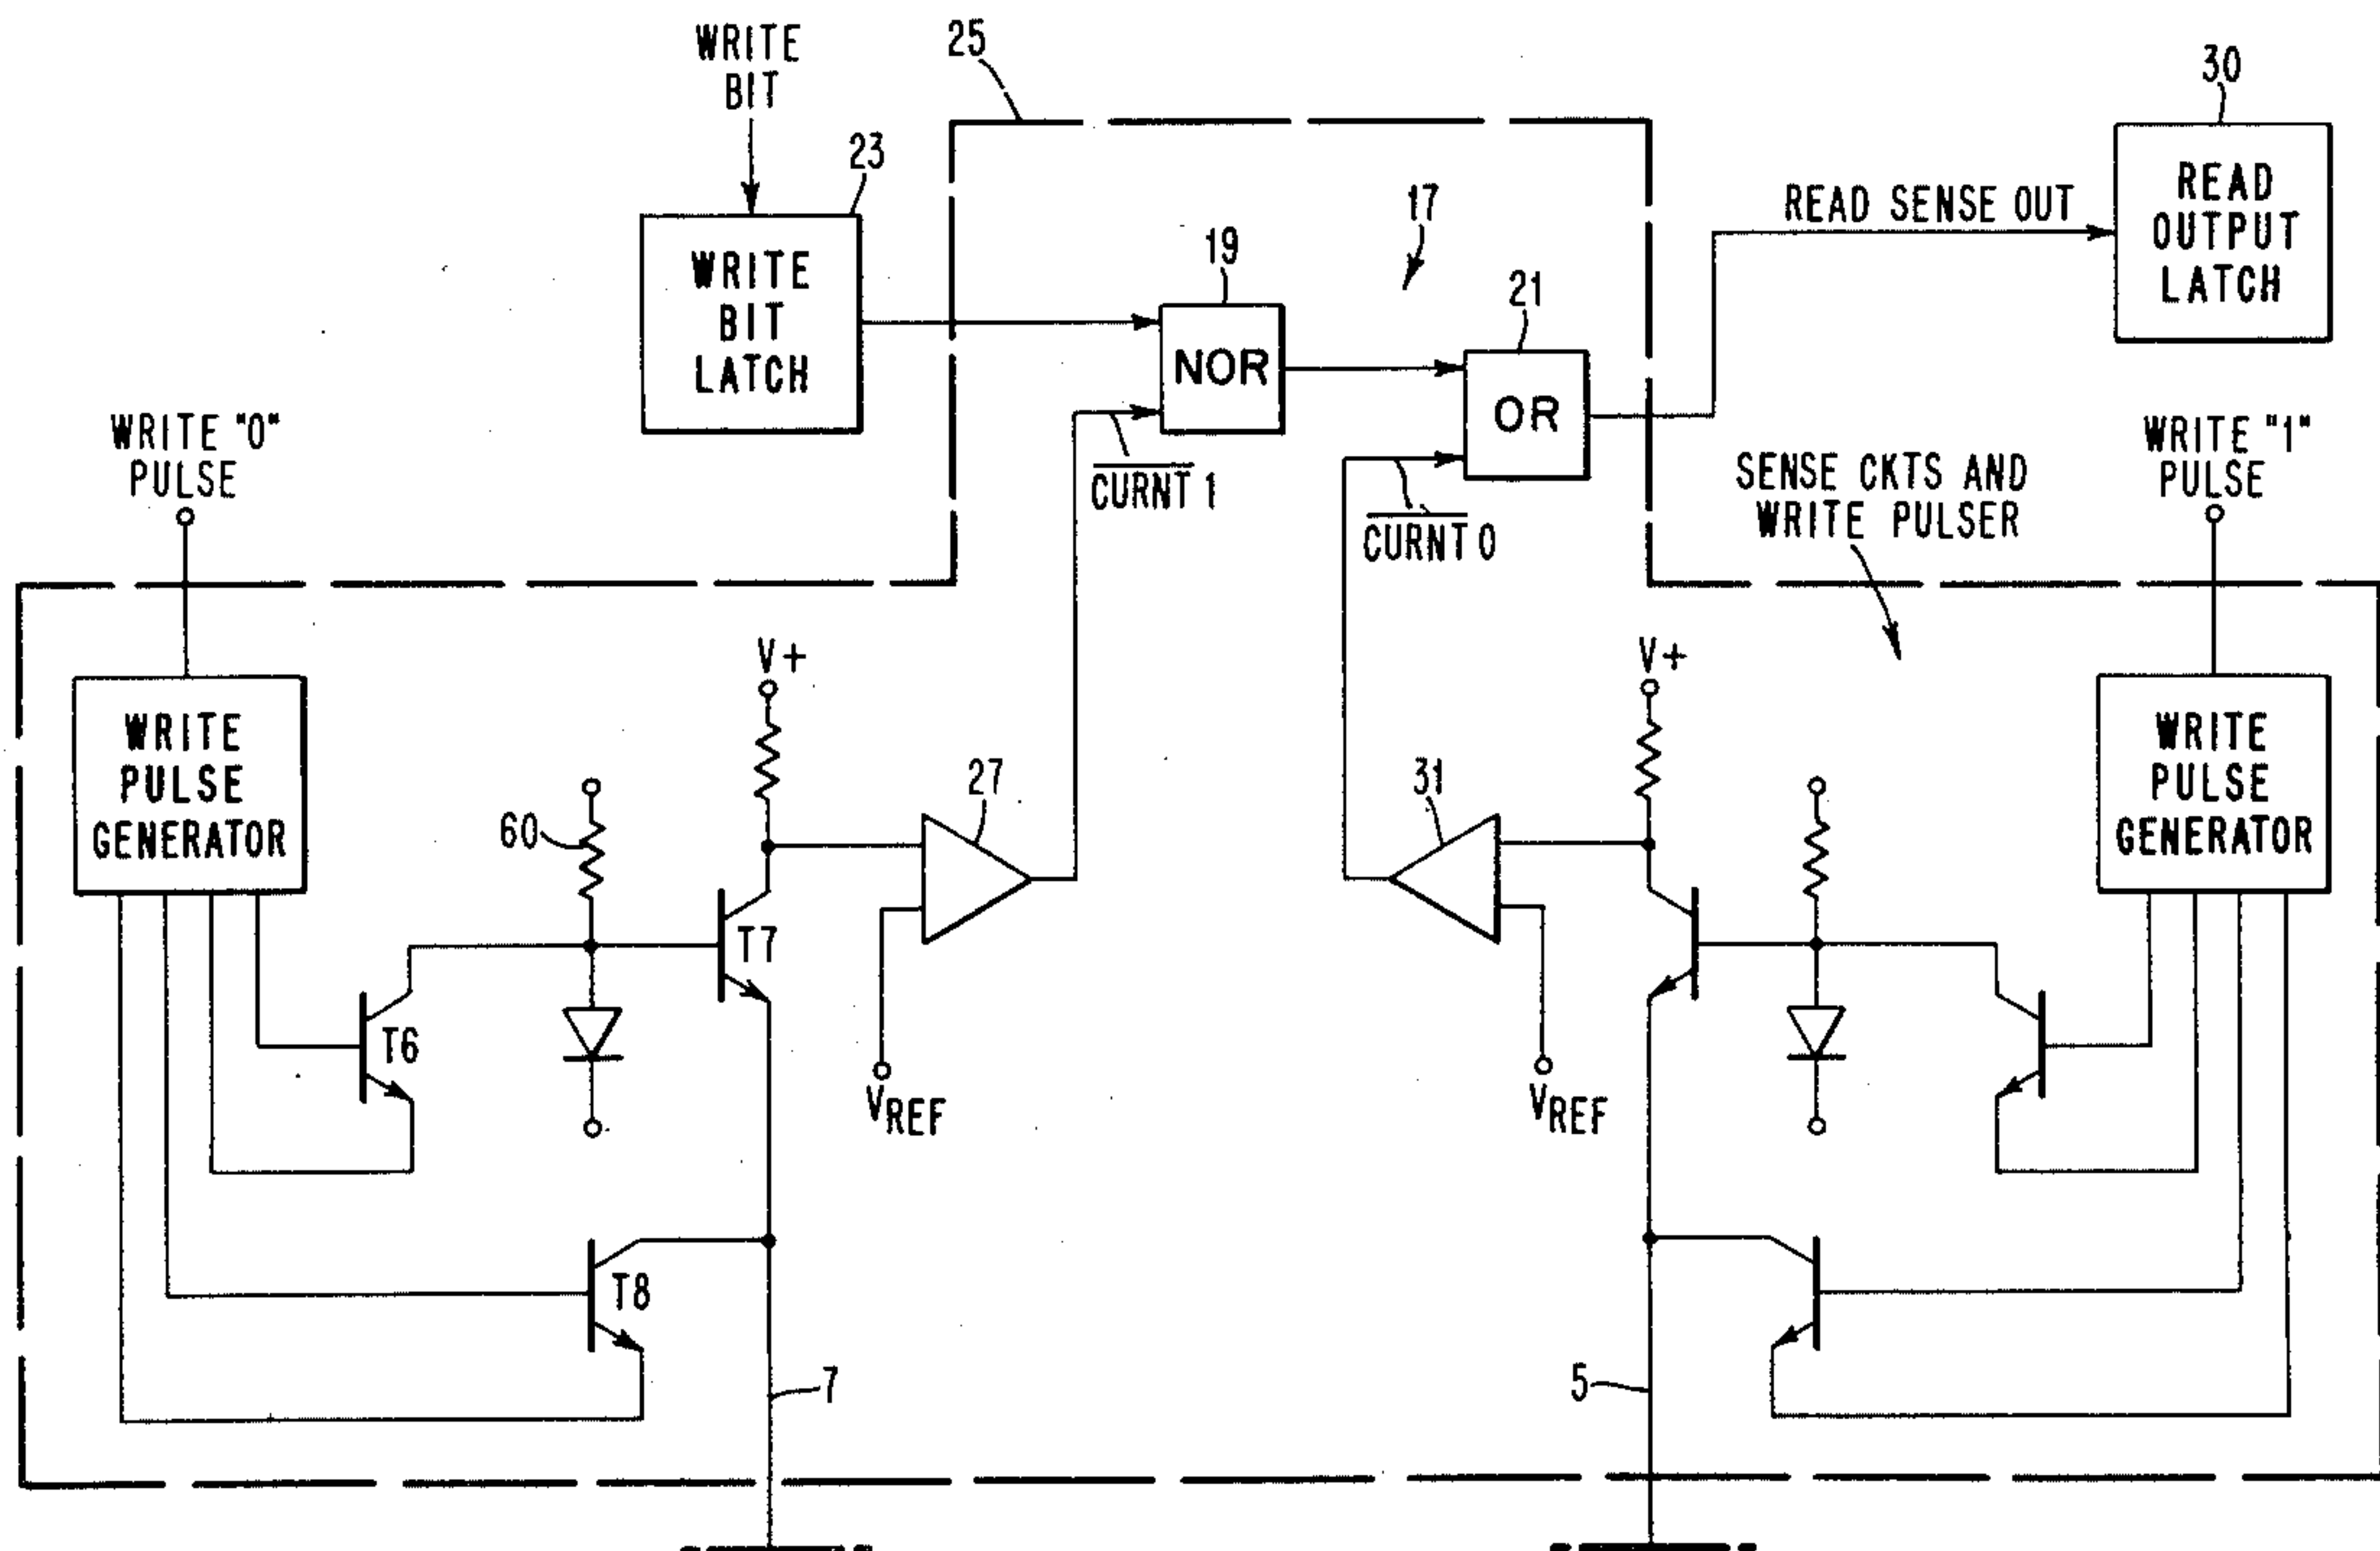 WRITE
BIT
25
30
23
WRITE
BIT
LATCH
17
19
NOR
21
OR
READ SENSE OUT
READ
OUTPUT
LATCH
WRITE "0"
PULSE
CURNT 1
CURNT 0
SENSE CKTS AND
WRITE PULSER
WRITE "1"
PULSE
WRITE
PULSE
GENERATOR
V+
V+
WRITE
PULSE
GENERATOR
60
27
31
T7
T6
VREF
VREF
T8
7
5